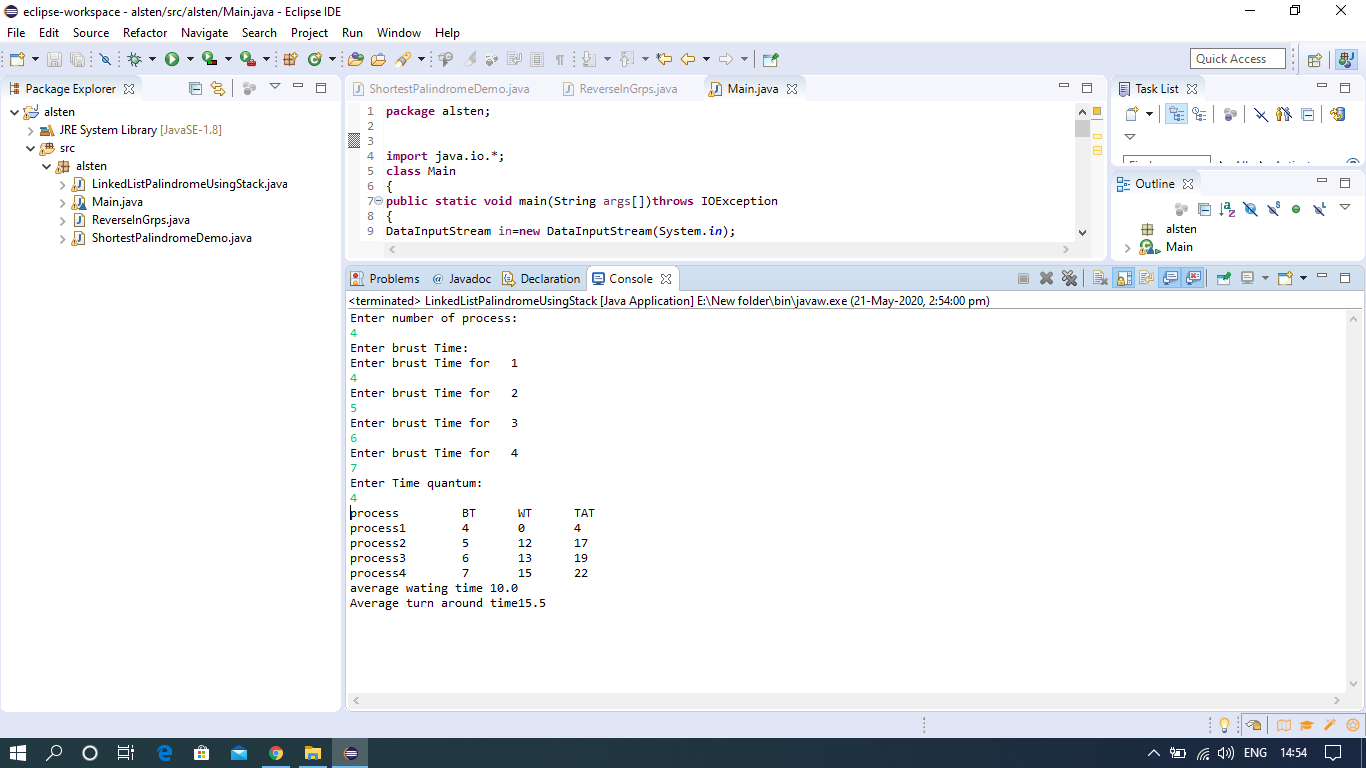 eclipse-workspace - alsten/src/alsten/Main.java - Eclipse IDE
File Edit Source Refactor Navigate Search Project Run Window Help
Quick Access
Package Explorer
alsten
JRE System Library [JavaSE-1.8]
src
alsten
LinkedListPalindromeUsingStack.java
Main.java
ReverseInGrps.java
ShortestPalindromeDemo.java
ShortestPalindromeDemo.java ReverseInGrps.java Main.java
1 package alsten;
2
3
4 import java.io.*;
5 class Main
6 {
7 public static void main(String args[])throws IOException
8 {
9 DataInputStream in=new DataInputStream(System.in);
Task List
Outline
alsten
Main
Problems @ Javadoc Declaration Console
<terminated> LinkedListPalindromeUsingStack [Java Application] E:\New folder\bin\javaw.exe (21-May-2020, 2:54:00 pm)
Enter number of process:
4
Enter brust Time:
Enter brust Time for 1
4
Enter brust Time for 2
5
Enter brust Time for 3
6
Enter brust Time for 4
7
Enter Time quantum:
4
process BT WT TAT
process1 4 0 4
process2 5 12 17
process3 6 13 19
process4 7 15 22
average wating time 10.0
Average turn around time15.5
ENG 14:54